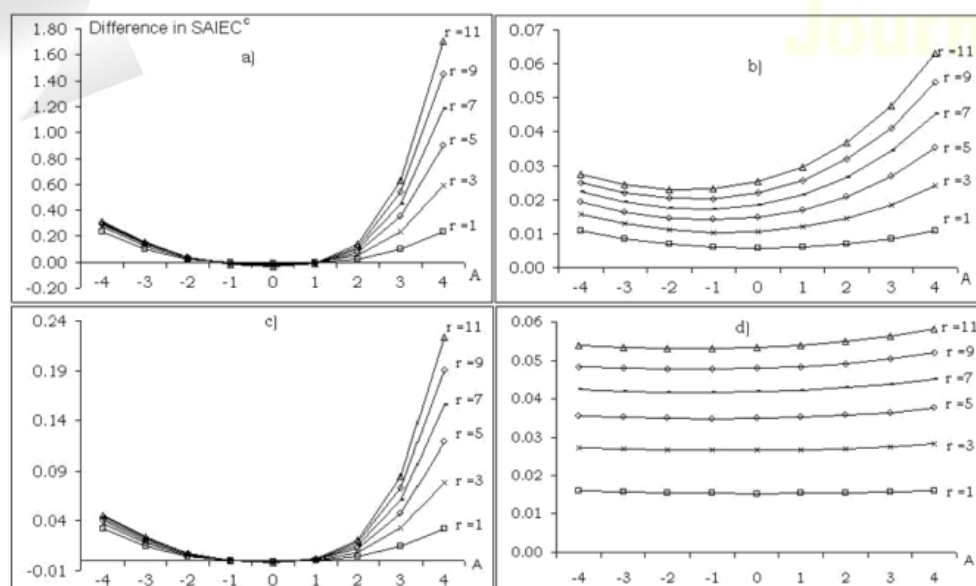 Journ
Difference in SAIEC^c
a)
1.80
1.60
1.40
1.20
1.00
0.80
0.60
0.40
0.20
0.00
-0.20
-4 -3 -2 -1 0 1 2 3 4 A
r =11
r =9
r =7
r =5
r =3
r =1
b)
0.07
0.06
0.05
0.04
0.03
0.02
0.01
0.00
-4 -3 -2 -1 0 1 2 3 4 A
r =11
r =9
r =7
r =5
r =3
r =1
c)
0.24
0.19
0.14
0.09
0.04
-0.01
-4 -3 -2 -1 0 1 2 3 4 A
r =11
r =9
r =7
r =5
r =3
r =1
d)
0.06
0.05
0.04
0.03
0.02
0.01
0.00
-4 -3 -2 -1 0 1 2 3 4 A
r =11
r =9
r =7
r =5
r =3
r =1